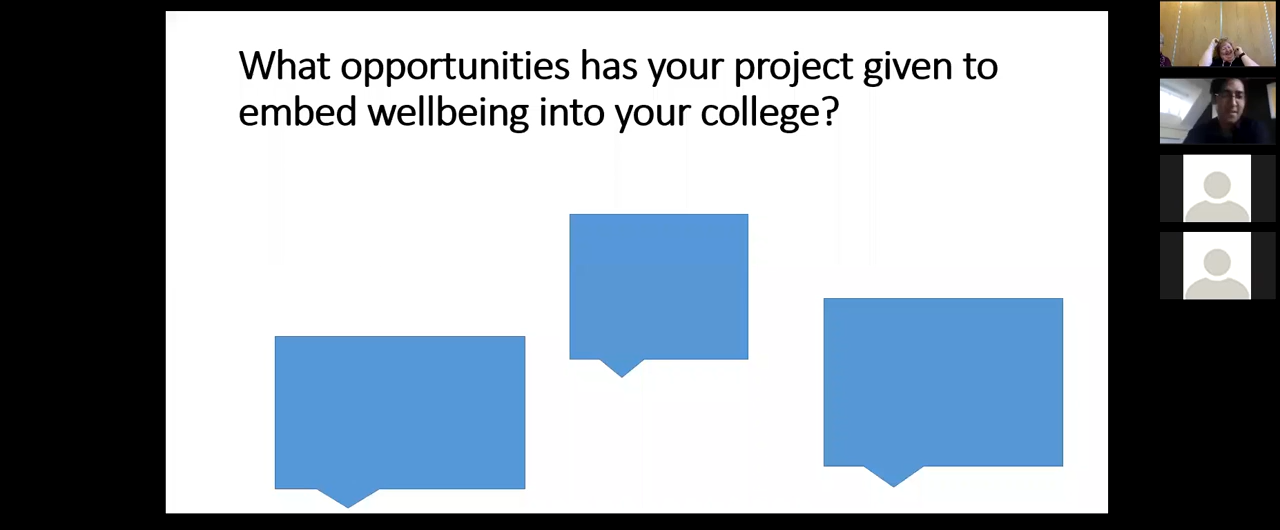 What opportunities has your project given to
embed wellbeing into your college?